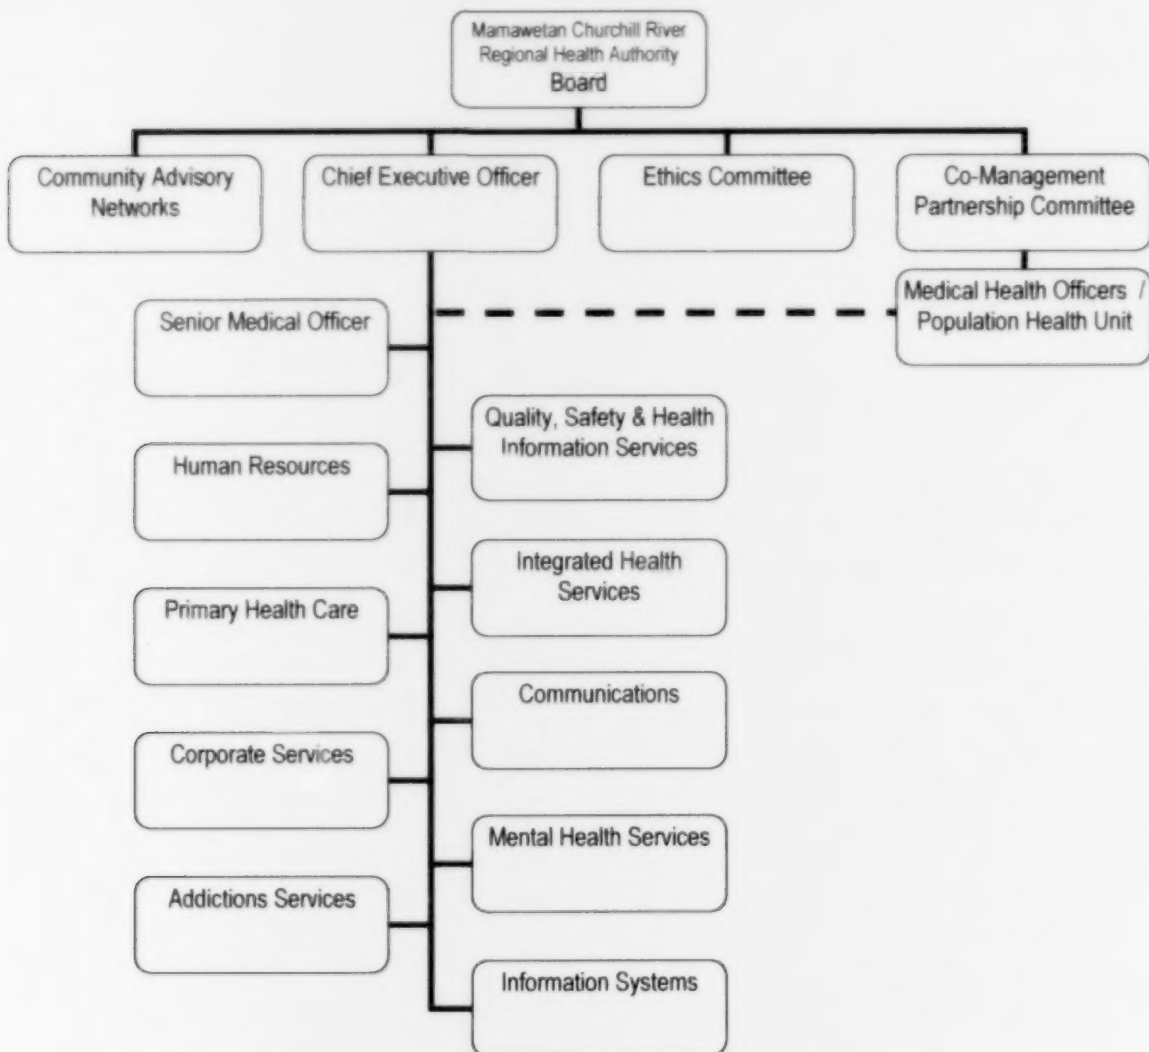 Mamawetan Churchill River
Regional Health Authority
Board
Community Advisory
Networks
Chief Executive Officer
Ethics Committee
Co-Management
Partnership Committee
Medical Health Officers /
Population Health Unit
Senior Medical Officer
Quality, Safety & Health
Information Services
Human Resources
Integrated Health
Services
Primary Health Care
Communications
Corporate Services
Mental Health Services
Addictions Services
Information Systems